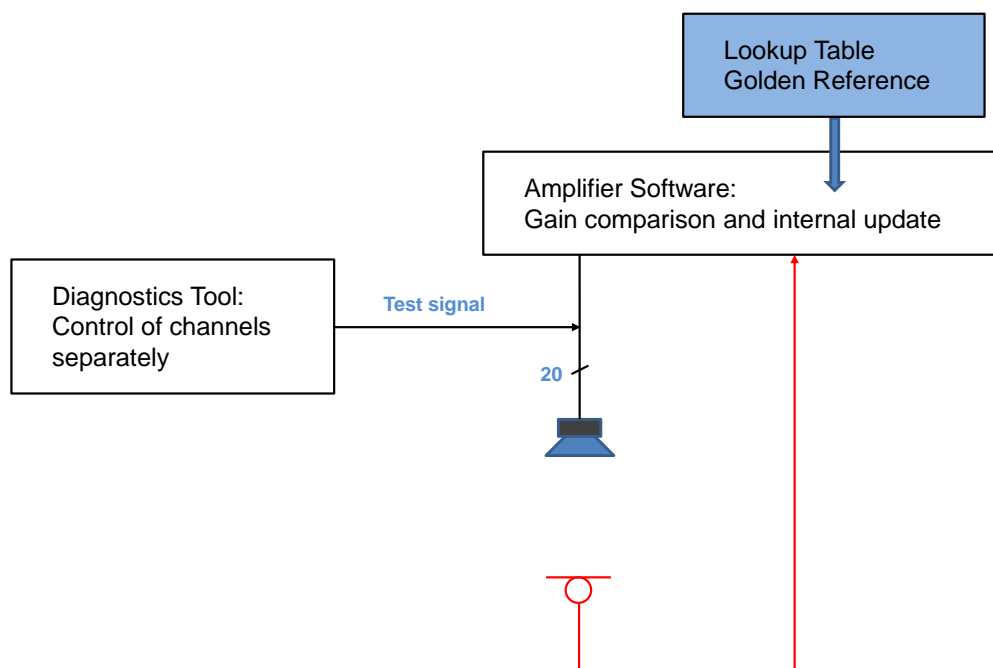 Lookup Table
Golden Reference
Amplifier Software:
Gain comparison and internal update
Diagnostics Tool:
Control of channels
separately
Test signal
20